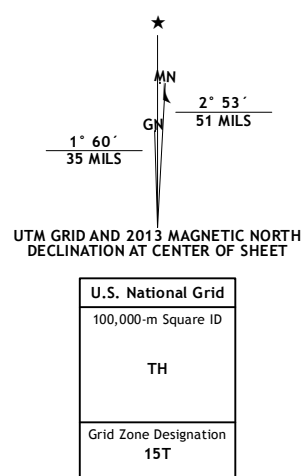 ★
MN
GN
2° 53´
51 MILS
1° 60´
35 MILS
UTM GRID AND 2013 MAGNETIC NORTH
DECLINATION AT CENTER OF SHEET
U.S. National Grid
100,000-m Square ID
TH
Grid Zone Designation
15T